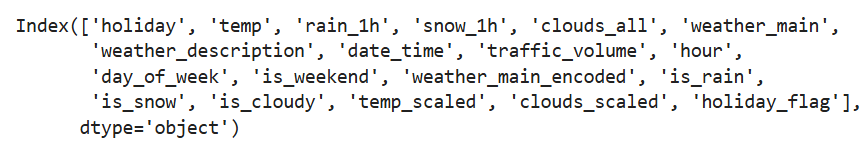 Index(['holiday', 'temp', 'rain_1h', 'snow_1h', 'clouds_all', 'weather_main',
'weather_description', 'date_time', 'traffic_volume', 'hour',
'day_of_week', 'is_weekend', 'weather_main_encoded', 'is_rain',
'is_snow', 'is_cloudy', 'temp_scaled', 'clouds_scaled', 'holiday_flag'],
dtype='object')